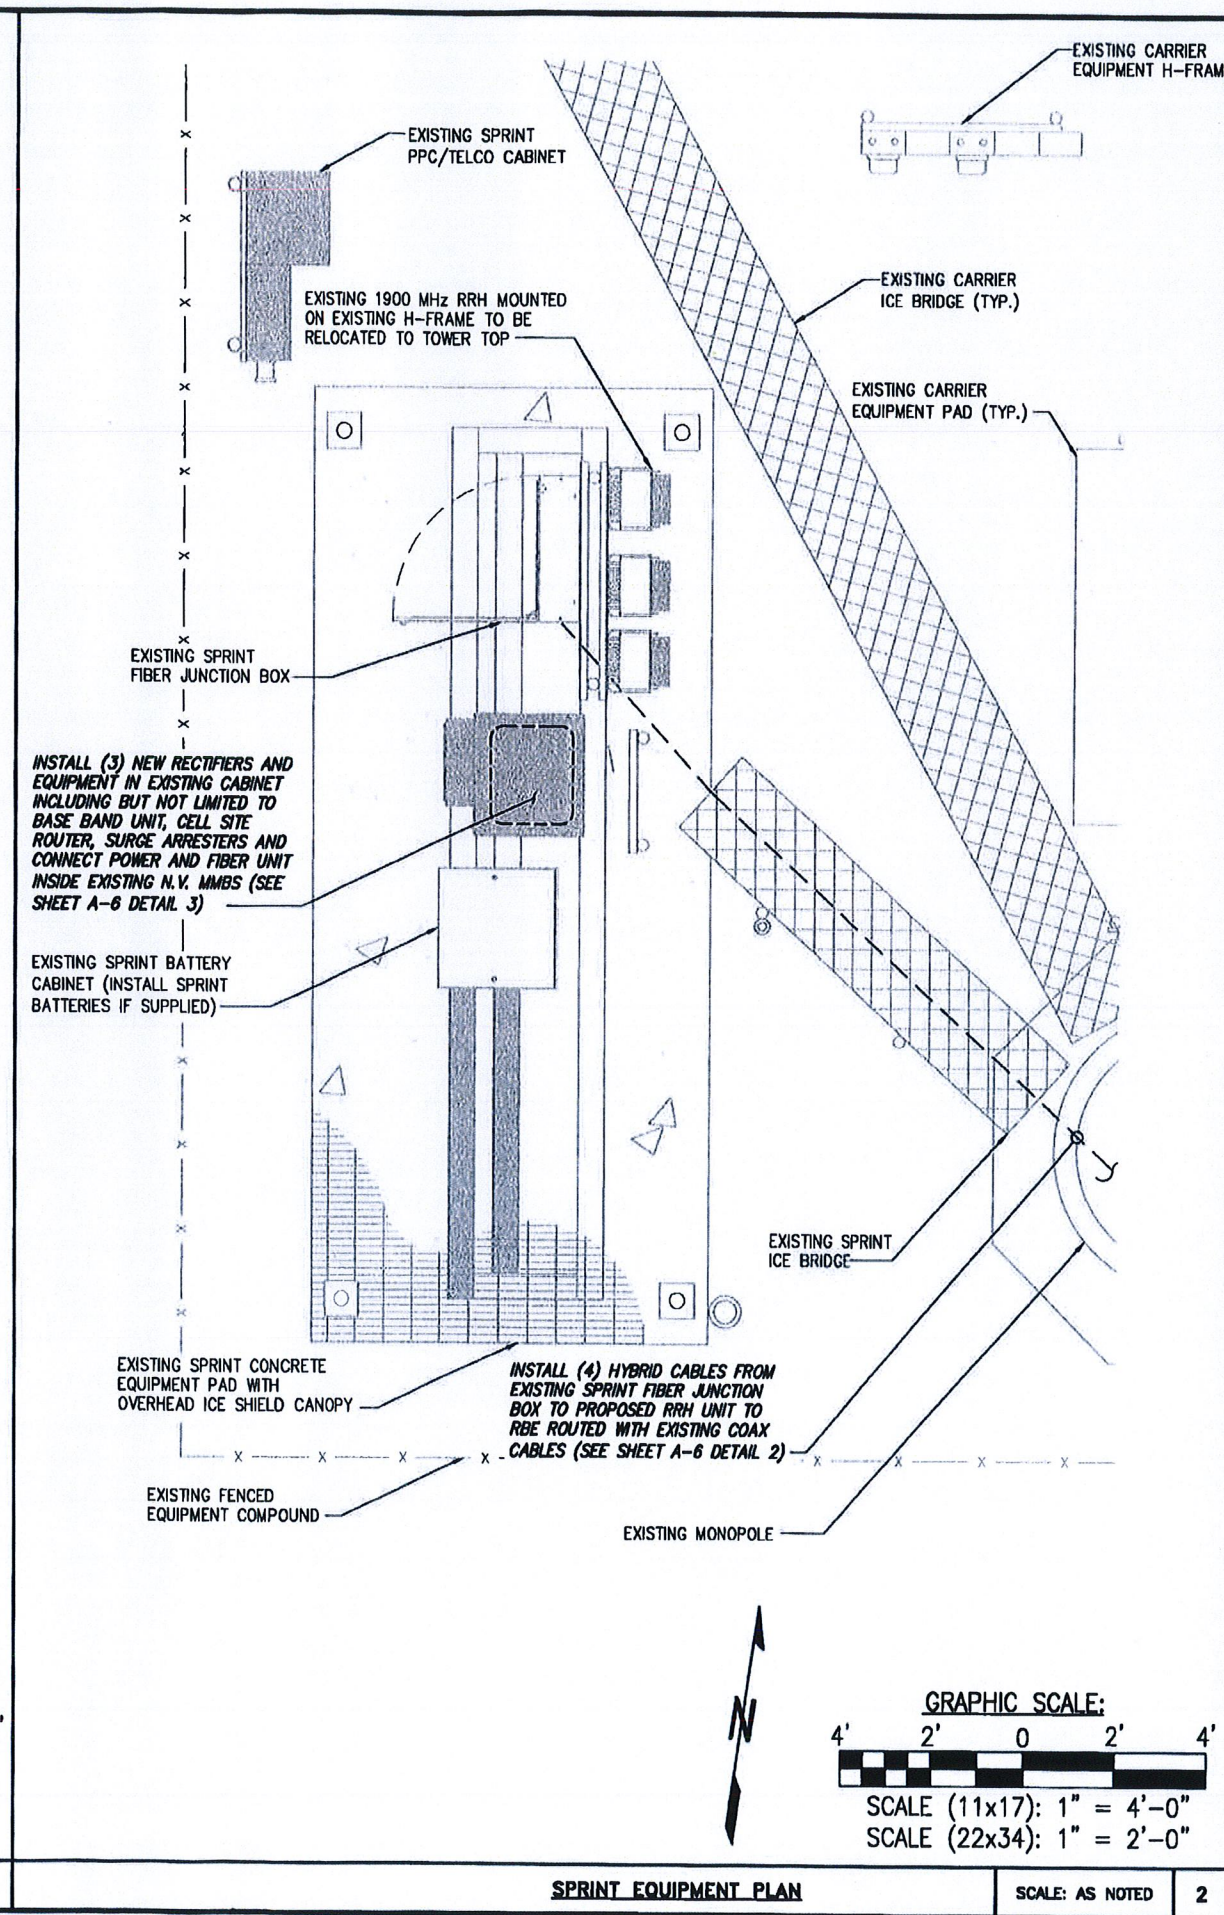 EXISTING CARRIER
EQUIPMENT H-FRAM
EXISTING SPRINT
PPC/TELCO CABINET
EXISTING CARRIER
ICE BRIDGE (TYP.)
EXISTING 1900 MHz RRH MOUNTED
ON EXISTING H-FRAME TO BE
RELOCATED TO TOWER TOP
EXISTING CARRIER
EQUIPMENT PAD (TYP.)
EXISTING SPRINT
FIBER JUNCTION BOX
INSTALL (3) NEW RECTIFIERS AND
EQUIPMENT IN EXISTING CABINET
INCLUDING BUT NOT LIMITED TO
BASE BAND UNIT, CELL SITE
ROUTER, SURGE ARRESTERS AND
CONNECT POWER AND FIBER UNIT
INSIDE EXISTING N.V. MMBS (SEE
SHEET A-6 DETAIL 3)
EXISTING SPRINT BATTERY
CABINET (INSTALL SPRINT
BATTERIES IF SUPPLIED)
EXISTING SPRINT
ICE BRIDGE
EXISTING SPRINT CONCRETE
EQUIPMENT PAD WITH
OVERHEAD ICE SHIELD CANOPY
INSTALL (4) HYBRID CABLES FROM
EXISTING SPRINT FIBER JUNCTION
BOX TO PROPOSED RRH UNIT TO
RBE ROUTED WITH EXISTING COAX
CABLES (SEE SHEET A-6 DETAIL 2)
EXISTING FENCED
EQUIPMENT COMPOUND
EXISTING MONOPOLE
N
GRAPHIC SCALE:
4' 2' 0 2' 4'
SCALE (11x17): 1" = 4'-0"
SCALE (22x34): 1" = 2'-0"
SPRINT EQUIPMENT PLAN
SCALE: AS NOTED
2